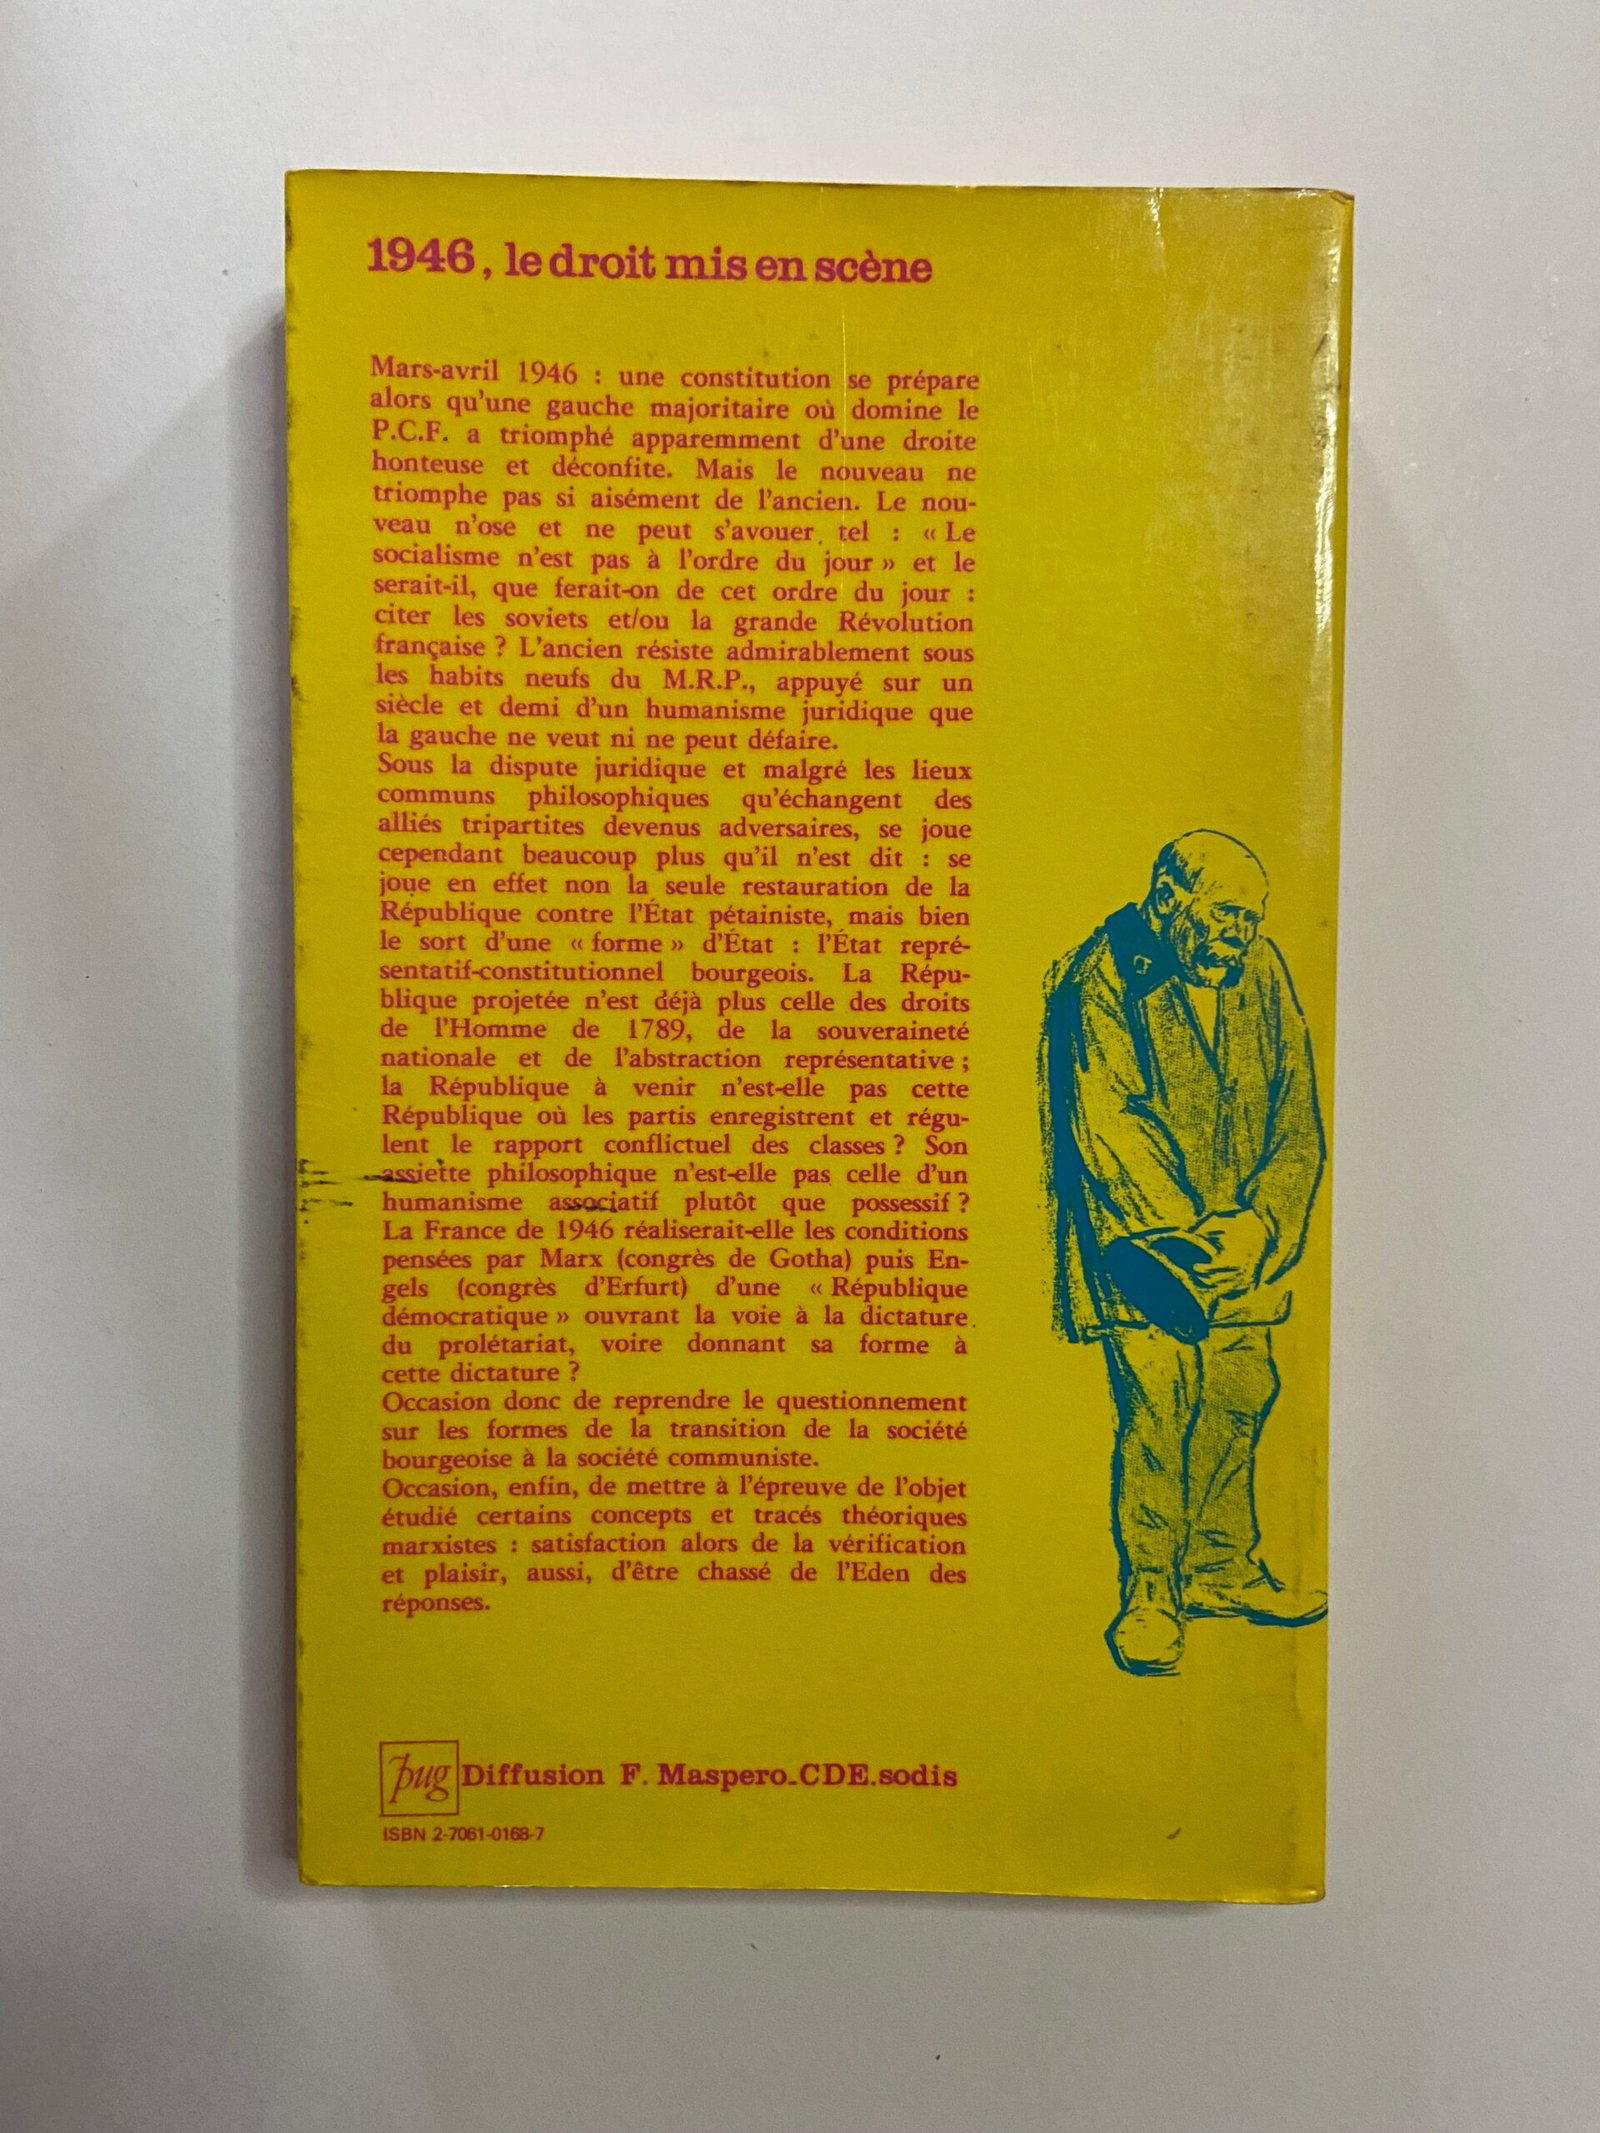 1946, le droit mis en scène
Mars-avril 1946 : une constitution se prépare
alors qu'une gauche majoritaire où domine le
P.C.F. a triomphé apparemment d'une droite
honteuse et déconfite. Mais le nouveau ne
triomphe pas si aisément de l'ancien. Le nou-
veau n'ose et ne peut s'avouer tel : « Le
socialisme n'est pas à l'ordre du jour » et le
serait-il, que ferait-on de cet ordre du jour :
citer les soviets et/ou la grande Révolution
française ? L'ancien résiste admirablement sous
les habits neufs du M.R.P., appuyé sur un
siècle et demi d'un humanisme juridique que
la gauche ne veut ni ne peut défaire.
Sous la dispute juridique et malgré les lieux
communs philosophiques qu'échangent des
alliés tripartites devenus adversaires, se joue
cependant beaucoup plus qu'il n'est dit : se
joue en effet non la seule restauration de la
République contre l'État pétainiste, mais bien
le sort d'une « forme » d'État : l'État repré-
sentatif-constitutionnel bourgeois. La Répu-
blique projetée n'est déjà plus celle des droits
de l'Homme de 1789, de la souveraineté
nationale et de l'abstraction représentative ;
la République à venir n'est-elle pas cette
République où les partis enregistrent et régu-
lent le rapport conflictuel des classes ? Son
assiette philosophique n'est-elle pas celle d'un
humanisme associatif plutôt que possessif ?
La France de 1946 réaliserait-elle les conditions
pensées par Marx (congrès de Gotha) puis En-
gels (congrès d'Erfurt) d'une « République
démocratique » ouvrant la voie à la dictature
du prolétariat, voire donnant sa forme à
cette dictature ?
Occasion donc de reprendre le questionnement
sur les formes de la transition de la société
bourgeoise à la société communiste.
Occasion, enfin, de mettre à l'épreuve de l'objet
étudié certains concepts et tracés théoriques
marxistes : satisfaction alors de la vérification
et plaisir, aussi, d'être chassé de l'Eden des
réponses.
pug Diffusion F. Maspero-CDE.sodis
ISBN 2-7061-0168-7